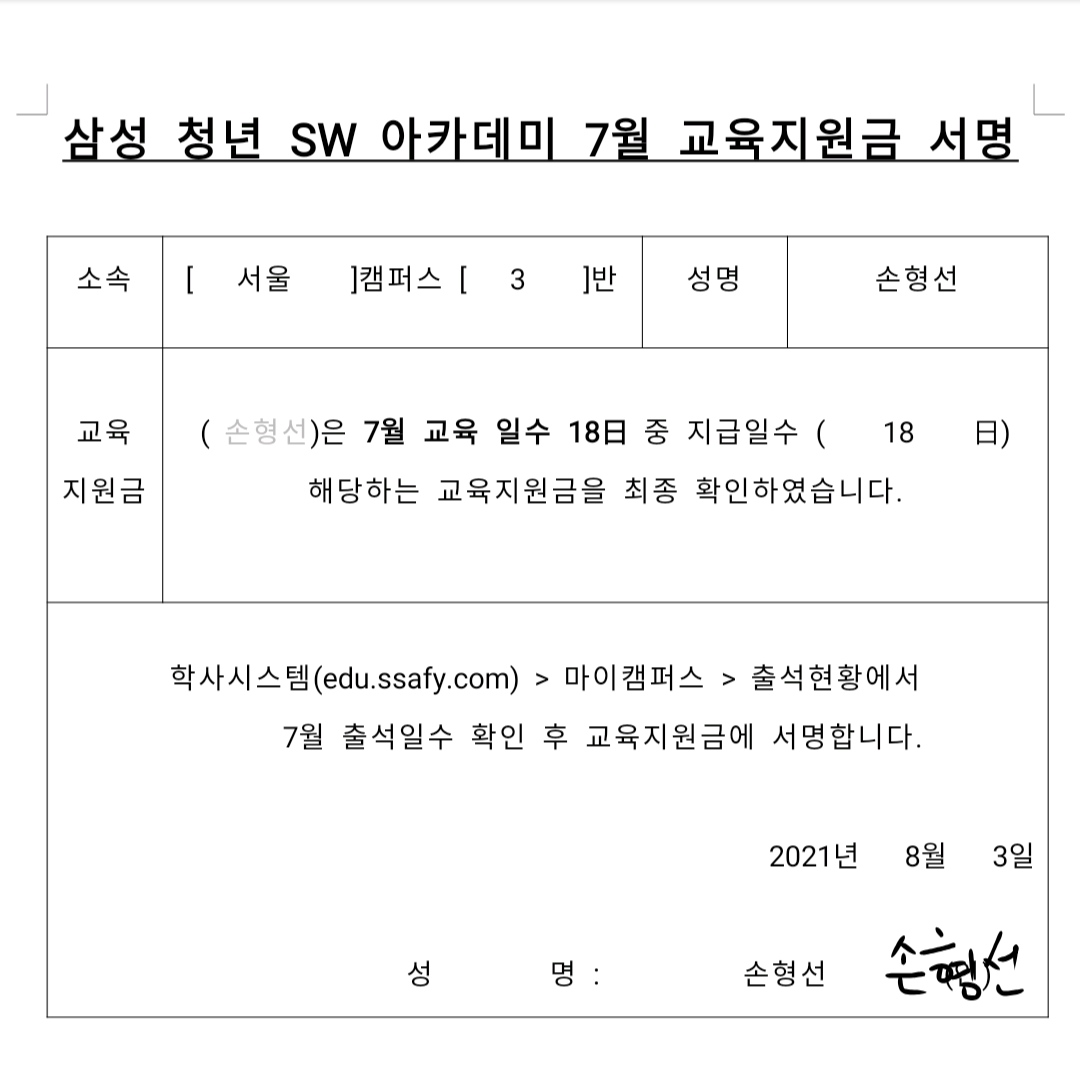 삼성 청년 SW 아카데미 7월 교육지원금 서명
소속 [ 서울 ]캠퍼스 [ 3 ]반 성명 손형선
교육
지원금
( 손형선)은 7월 교육 일수 18日 중 지급일수 ( 18 日)
해당하는 교육지원금을 최종 확인하였습니다.
학사시스템(edu.ssafy.com) > 마이캠퍼스 > 출석현황에서
7월 출석일수 확인 후 교육지원금에 서명합니다.
2021년 8월 3일
성 명 : 손형선 손형선